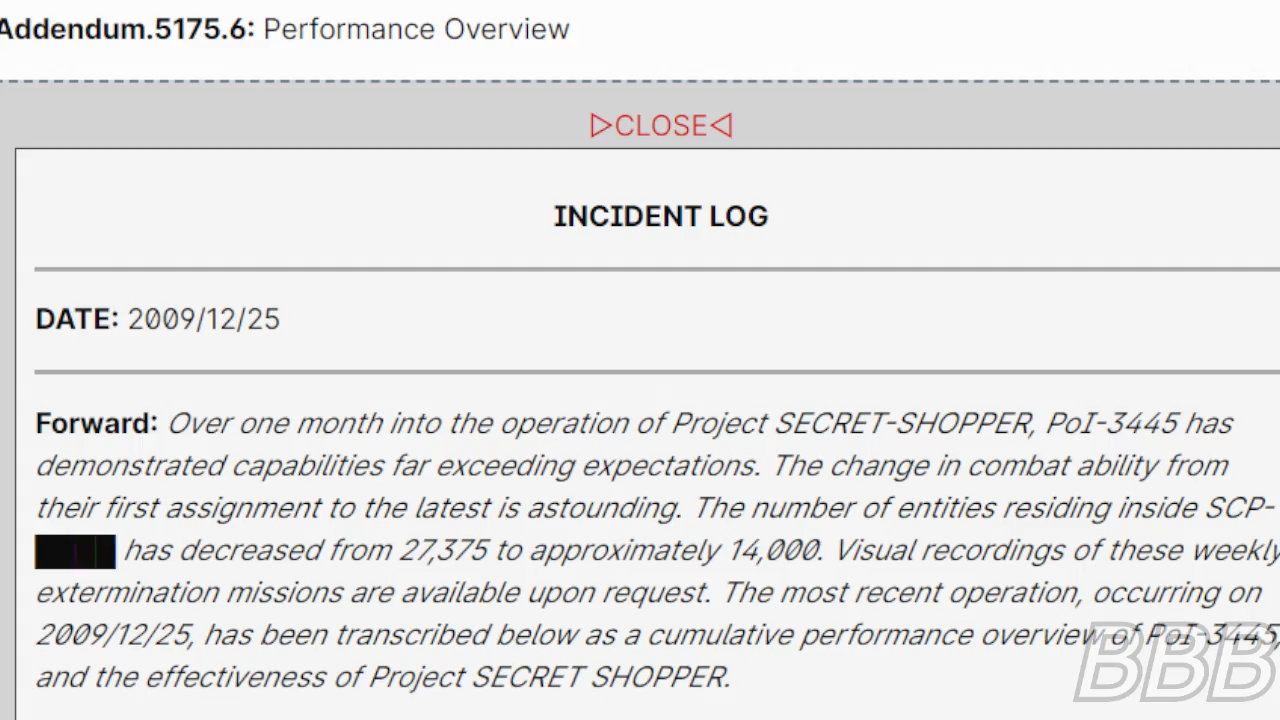 Addendum.5175.6: Performance Overview
▷CLOSE◁
INCIDENT LOG
DATE: 2009/12/25
Forward: Over one month into the operation of Project SECRET-SHOPPER, PoI-3445 has
demonstrated capabilities far exceeding expectations. The change in combat ability from
their first assignment to the latest is astounding. The number of entities residing inside SCP-
has decreased from 27,375 to approximately 14,000. Visual recordings of these weekly
extermination missions are available upon request. The most recent operation, occurring on
2009/12/25, has been transcribed below as a cumulative performance overview of PoI-3445,
and the effectiveness of Project SECRET SHOPPER.
BBB